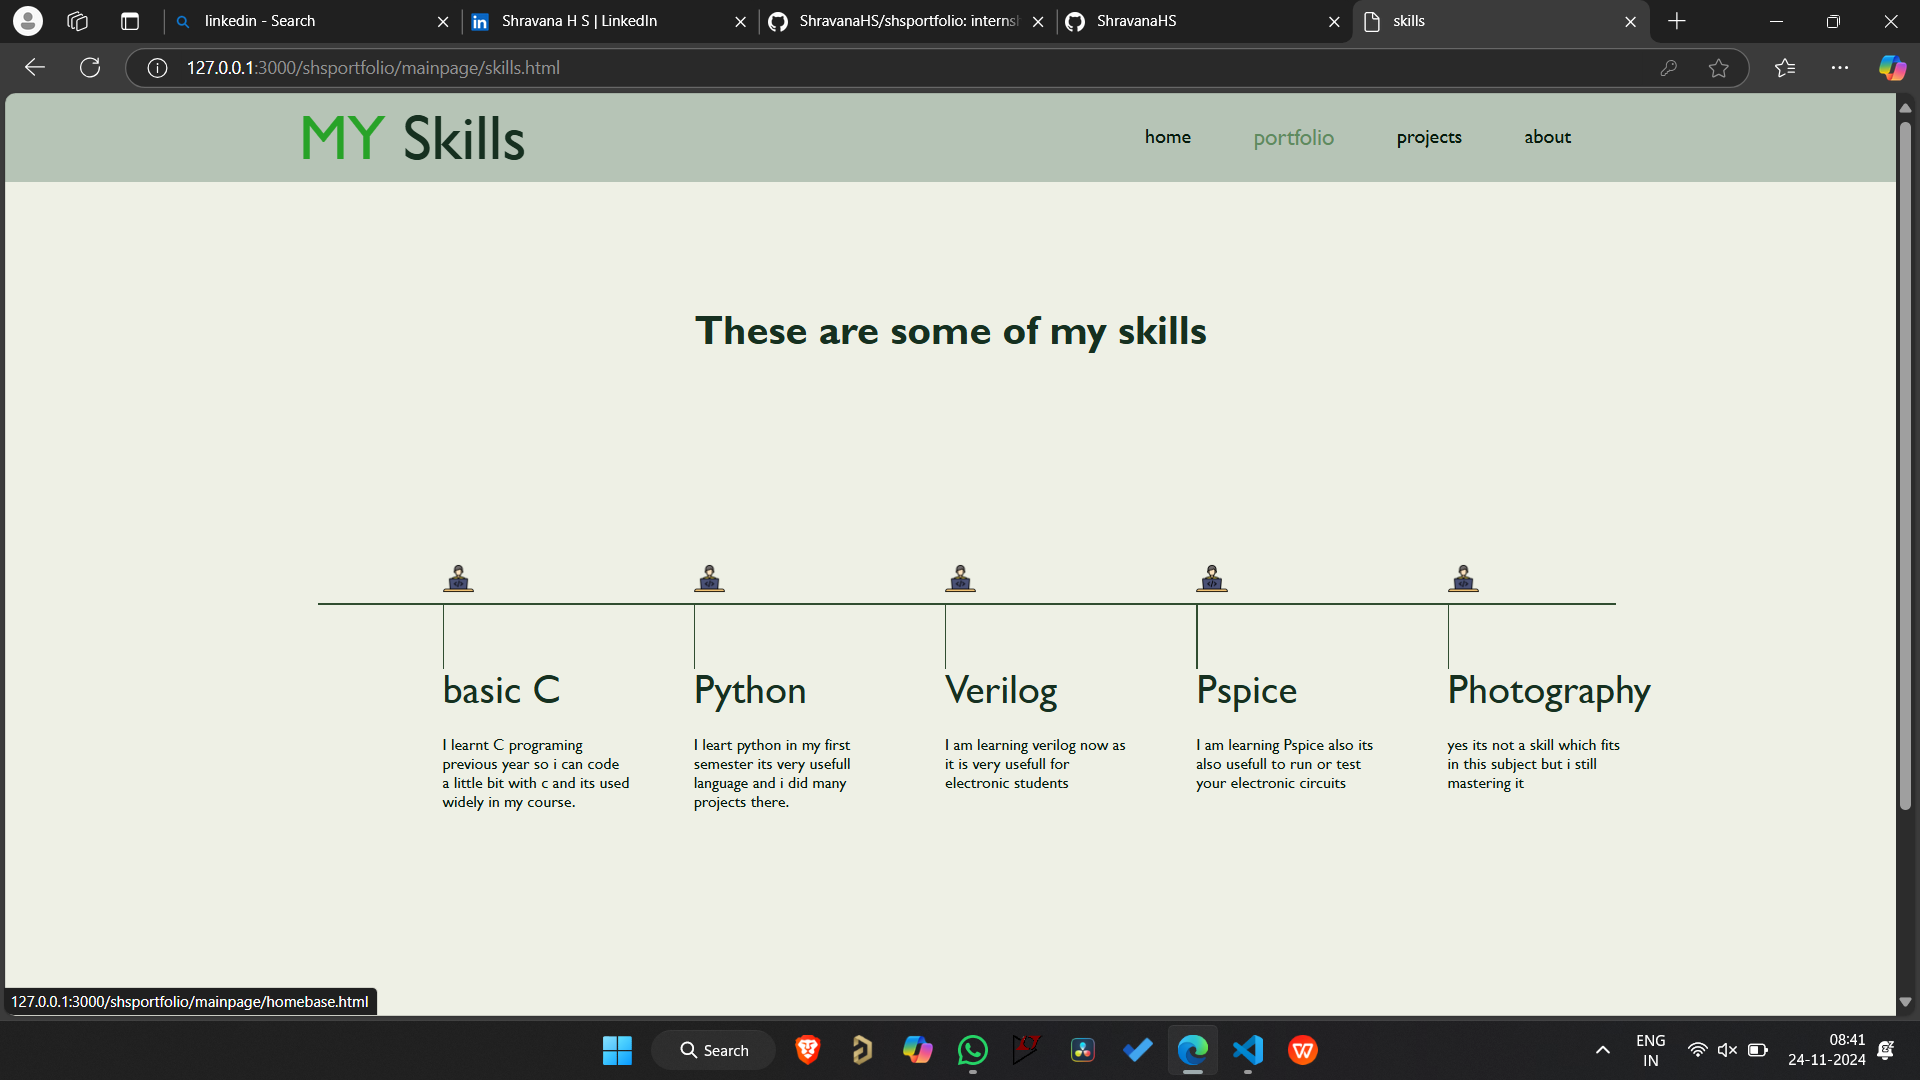 linkedin - Search
Shravana H S | LinkedIn
ShravanaHS/shsportfolio: interns
ShravanaHS
skills
127.0.0.1:3000/shsportfolio/mainpage/skills.html
MY Skills
home portfolio projects about
These are some of my skills
basic C
I learnt C programing
previous year so i can code
a little bit with c and its used
widely in my course.
Python
I leart python in my first
semester its very usefull
language and i did many
projects there.
Verilog
I am learning verilog now as
it is very usefull for
electronic students
Pspice
I am learning Pspice also its
also usefull to run or test
your electronic circuits
Photography
yes its not a skill which fits
in this subject but i still
mastering it
127.0.0.1:3000/shsportfolio/mainpage/homebase.html
Search
ENG
IN
08:41
24-11-2024